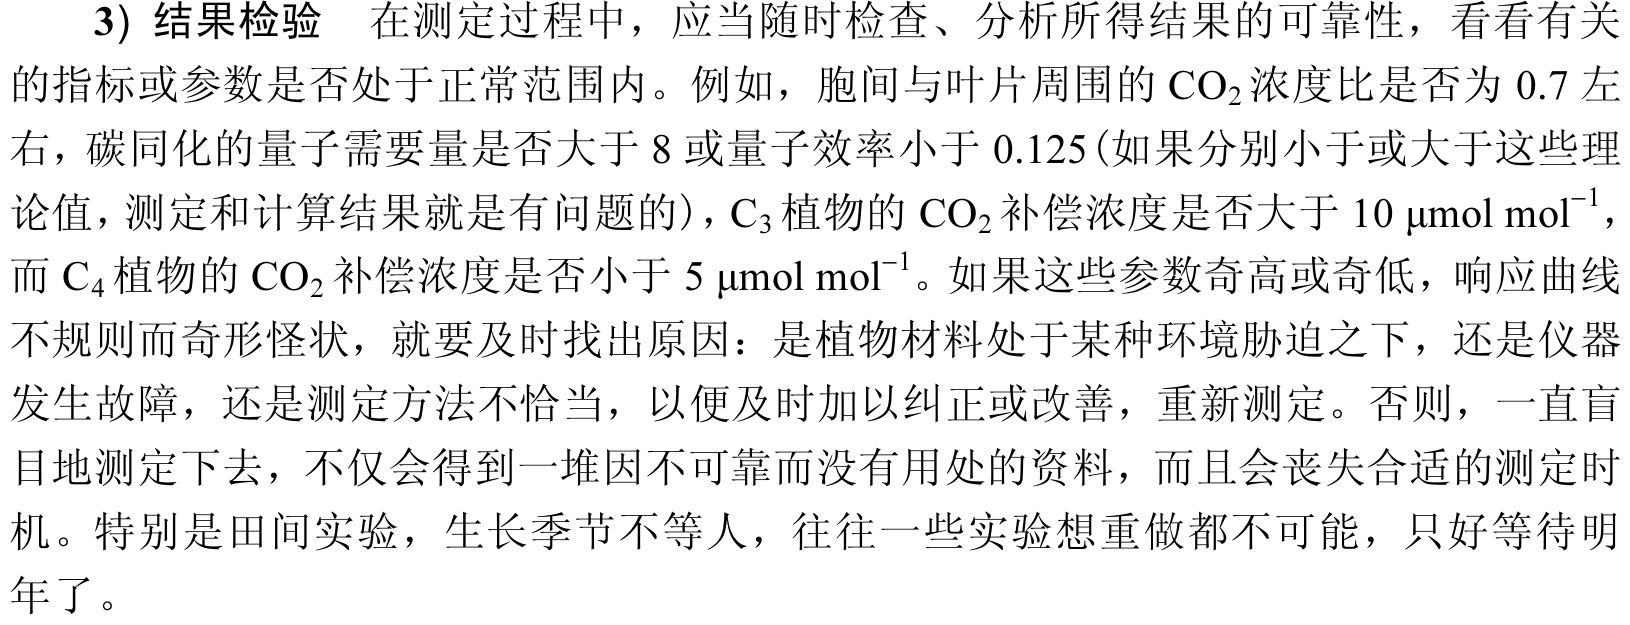 3) 结果检验 在测定过程中，应当随时检查、分析所得结果的可靠性，看看有关
的指标或参数是否处于正常范围内。例如，胞间与叶片周围的 CO₂ 浓度比是否为 0.7 左
右，碳同化的量子需要量是否大于 8 或量子效率小于 0.125（如果分别小于或大于这些理
论值，测定和计算结果就是有问题的），C₃ 植物的 CO₂ 补偿浓度是否大于 10 μmol mol⁻¹，
而 C₄ 植物的 CO₂ 补偿浓度是否小于 5 μmol mol⁻¹。如果这些参数奇高或奇低，响应曲线
不规则而奇形怪状，就要及时找出原因：是植物材料处于某种环境胁迫之下，还是仪器
发生故障，还是测定方法不恰当，以便及时加以纠正或改善，重新测定。否则，一直盲
目地测定下去，不仅会得到一堆因不可靠而没有用处的资料，而且会丧失合适的测定时
机。特别是田间实验，生长季节不等人，往往一些实验想重做都不可能，只好等待明
年了。